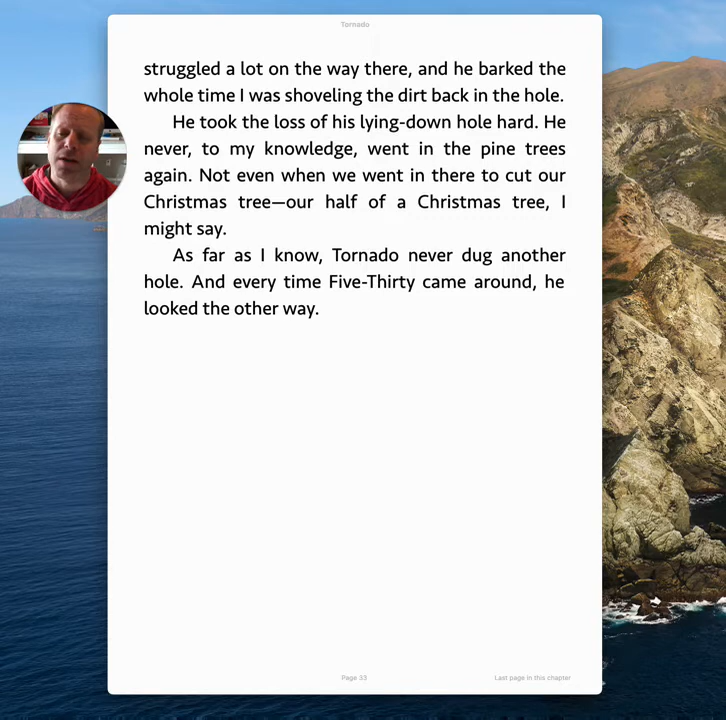 Tornado
struggled a lot on the way there, and he barked the
whole time I was shoveling the dirt back in the hole.
He took the loss of his lying-down hole hard. He
never, to my knowledge, went in the pine trees
again. Not even when we went in there to cut our
Christmas tree—our half of a Christmas tree, I
might say.
As far as I know, Tornado never dug another
hole. And every time Five-Thirty came around, he
looked the other way.
Page 33
Last page in this chapter